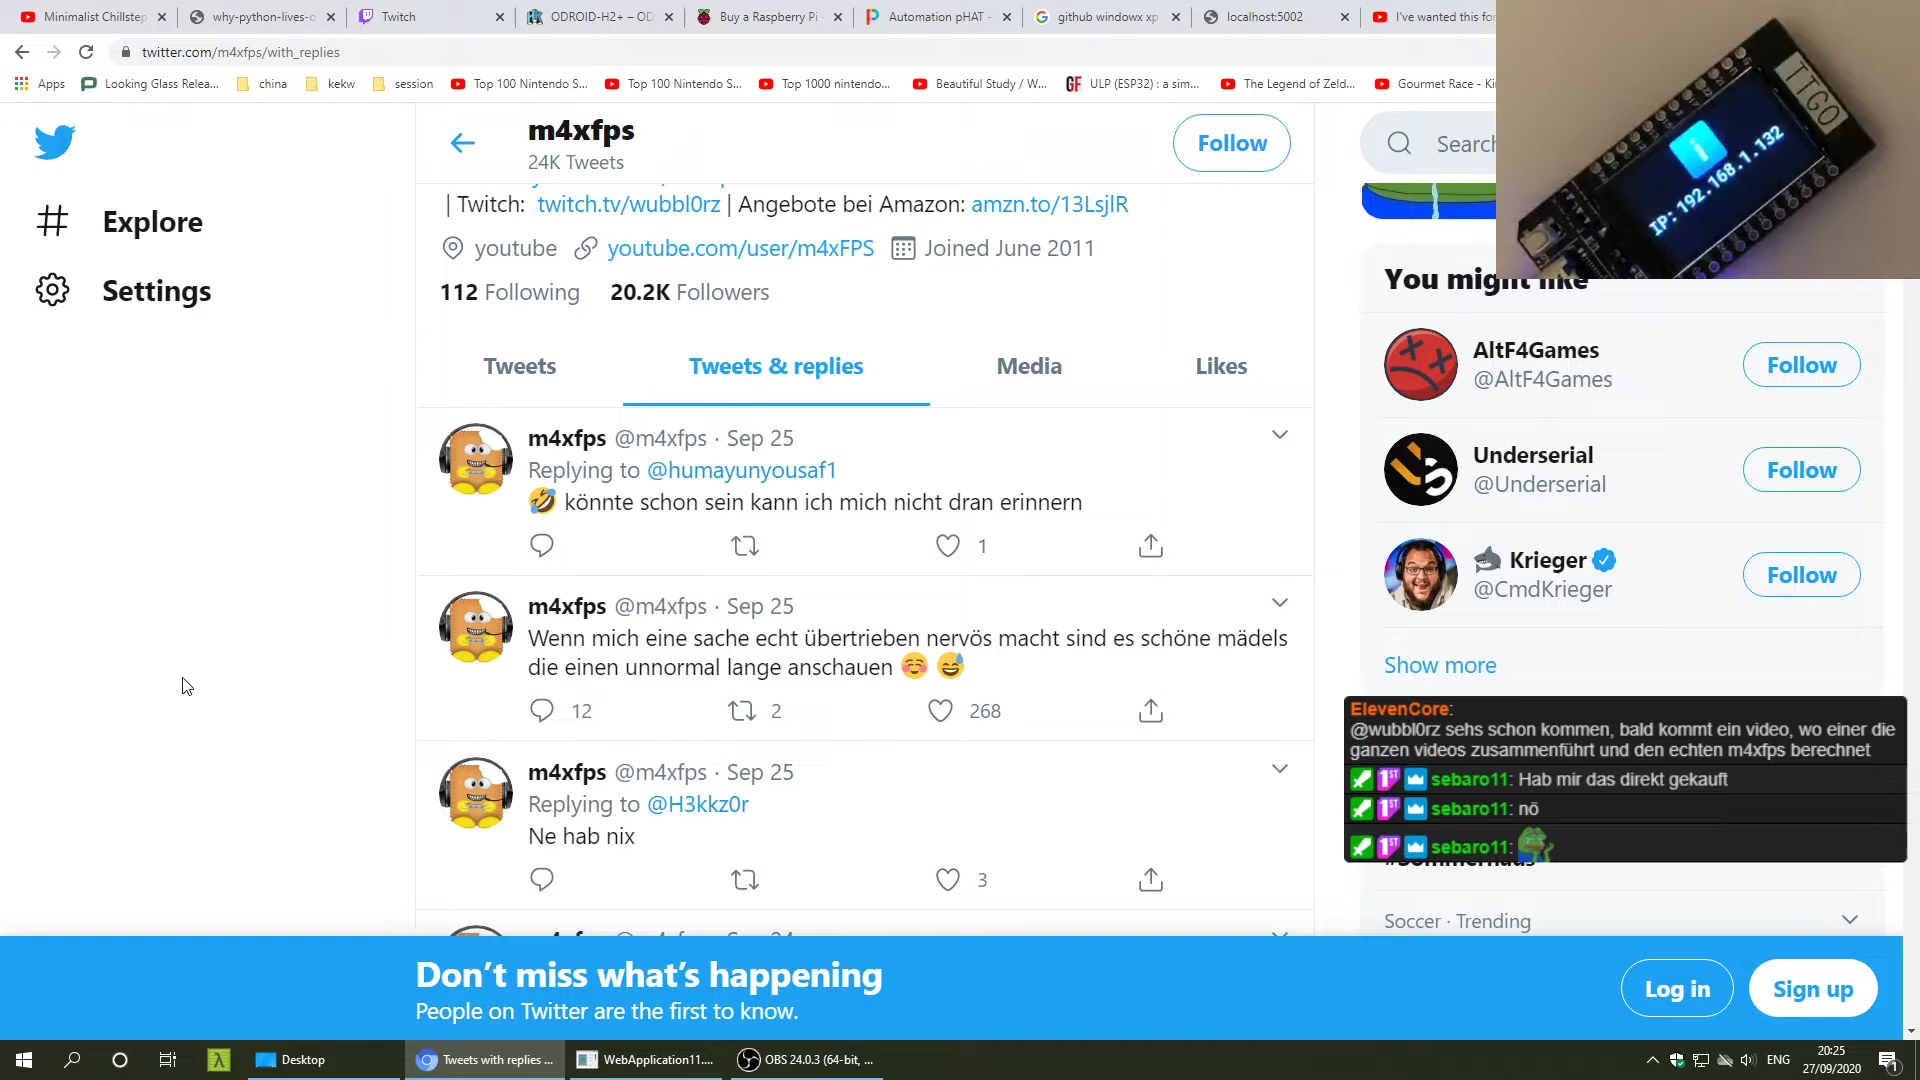 Minimalist Chillstep
why-python-lives-o
Twitch
ODROID-H2+ – OD
Buy a Raspberry Pi
Automation pHAT –
github windowx xp
localhost:5002
I've wanted this for
twitter.com/m4xfps/with_replies
Apps
Looking Glass Relea...
china
kekw
session
Top 100 Nintendo S...
Top 100 Nintendo S...
Top 1000 nintendo...
Beautiful Study / W...
ULP (ESP32) : a sim...
The Legend of Zeld...
Gourmet Race - Ki
TTGO
IP:192.168.1.132
m4xfps
24K Tweets
Follow
Search
Explore
Settings
| Twitch: twitch.tv/wubbl0rz | Angebote bei Amazon: amzn.to/13LsjlR
youtube youtube.com/user/m4xFPS Joined June 2011
112 Following 20.2K Followers
Tweets
Tweets & replies
Media
Likes
m4xfps @m4xfps · Sep 25
Replying to @humayunyousaf1
🤣 könnte schon sein kann ich mich nicht dran erinnern
1
m4xfps @m4xfps · Sep 25
Wenn mich eine sache echt übertrieben nervös macht sind es schöne mädels
die einen unnormal lange anschauen ☺️ 😅
12
2
268
m4xfps @m4xfps · Sep 25
Replying to @H3kkz0r
Ne hab nix
3
You might like
AltF4Games
@AltF4Games
Follow
Underserial
@Underserial
Follow
🦈 Krieger
@CmdKrieger
Follow
Show more
ElevenCore:
@wubbl0rz sehs schon kommen, bald kommt ein video, wo einer die
ganzen videos zusammenführt und den echten m4xfps berechnet
1ST sebaro11: Hab mir das direkt gekauft
1ST sebaro11: nö
1ST sebaro11:
Soccer · Trending
Don't miss what's happening
People on Twitter are the first to know.
Log in
Sign up
Desktop
Tweets with replies ...
WebApplication11....
OBS 24.0.3 (64-bit, ...
ENG
20:25
27/09/2020
1